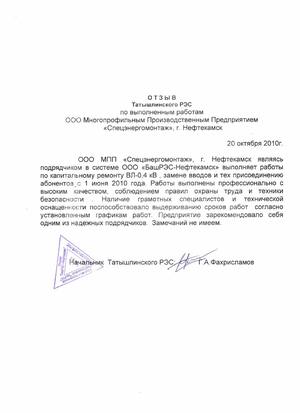 О Т З Ы В
Татышлинского РЭС
по выполненным работам
ООО Многопрофильным Производственным Предприятием
«Спецэнергомонтаж», г. Нефтекамск
20 октября 2010г.
ООО МПП «Спецэнергомонтаж», г. Нефтекамск являясь
подрядчиком в системе ООО «БашРЭС-Нефтекамск» выполняет работы
по капитальному ремонту ВЛ-0,4 кВ , замене вводов и тех присоединению
абонентов с 1 июня 2010 года. Работы выполнены профессионально с
высоким качеством, соблюдением правил охраны труда и техники
безопасности Наличие грамотных специалистов и технической
оснащенности поспособствовало выдерживанию сроков работ согласно
установленным графикам работ. Предприятие зарекомендовало себя
одним из надежных подрядчиков. Замечаний не имеем.
Начальник Татышлинского РЭС Г.А.Фахрисламов